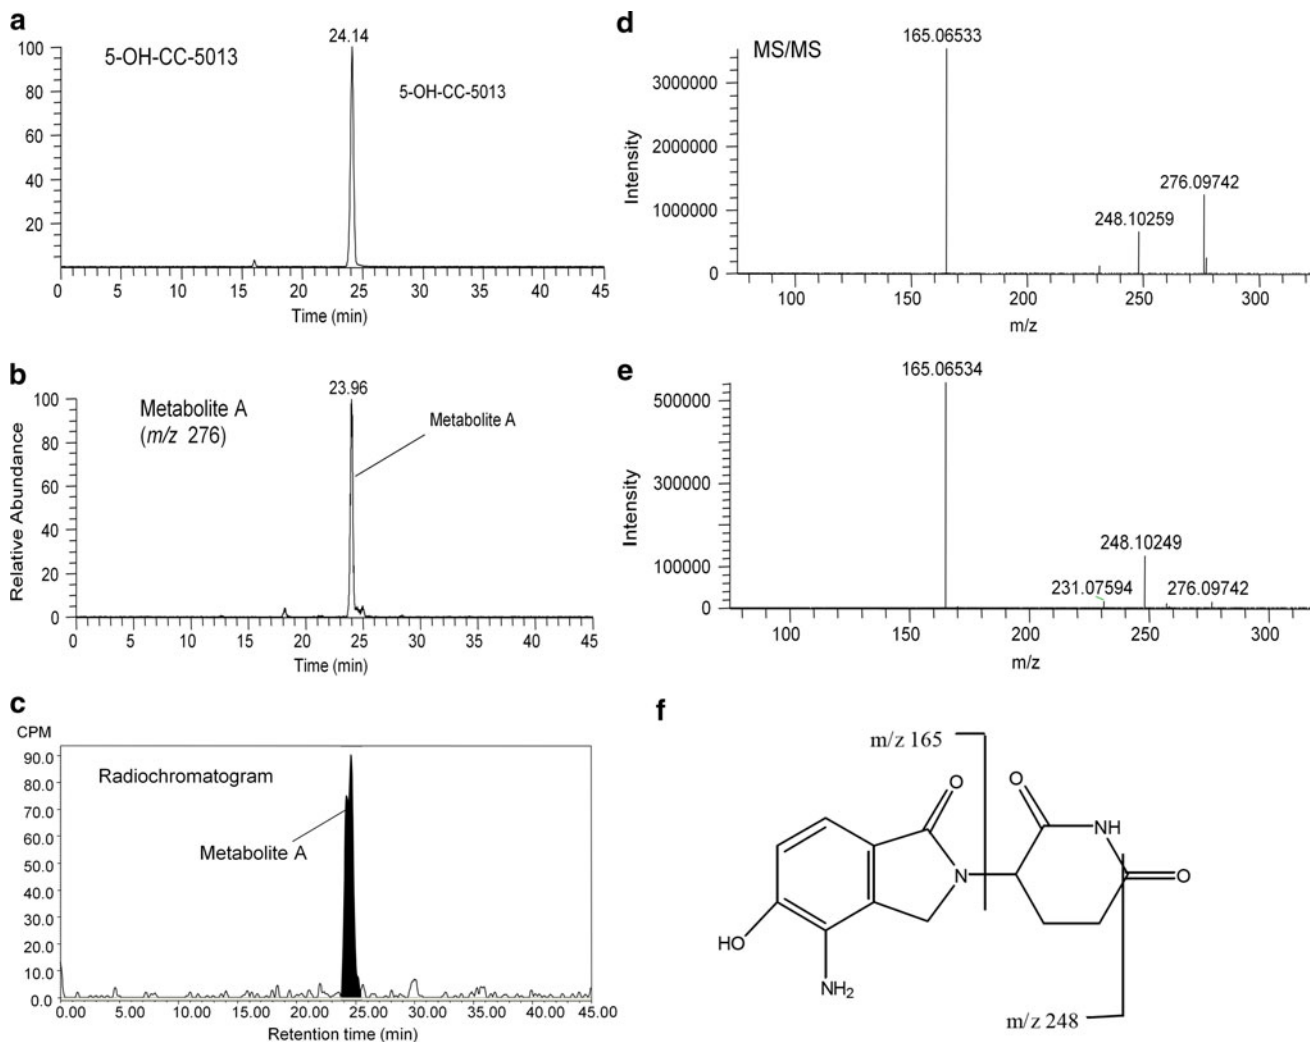 a
5-OH-CC-5013
24.14
5-OH-CC-5013
100
80
60
40
20
0 5 10 15 20 25 30 35 40 45
Time (min)
b
Relative Abundance
Metabolite A
(m/z 276)
23.96
Metabolite A
100
80
60
40
20
0
0 5 10 15 20 25 30 35 40 45
Time (min)
c
CPM
Radiochromatogram
Metabolite A
90.0
80.0
70.0
60.0
50.0
40.0
30.0
20.0
10.0
0.0
0.00 5.00 10.00 15.00 20.00 25.00 30.00 35.00 40.00 45.00
Retention time (min)
d
MS/MS
165.06533
276.09742
248.10259
Intensity
3000000
2000000
1000000
0
100 150 200 250 300
m/z
e
165.06534
248.10249
231.07594 276.09742
Intensity
500000
400000
300000
200000
100000
0
100 150 200 250 300
m/z
f
m/z 165
O
O
NH
N
O
HO
NH2
m/z 248